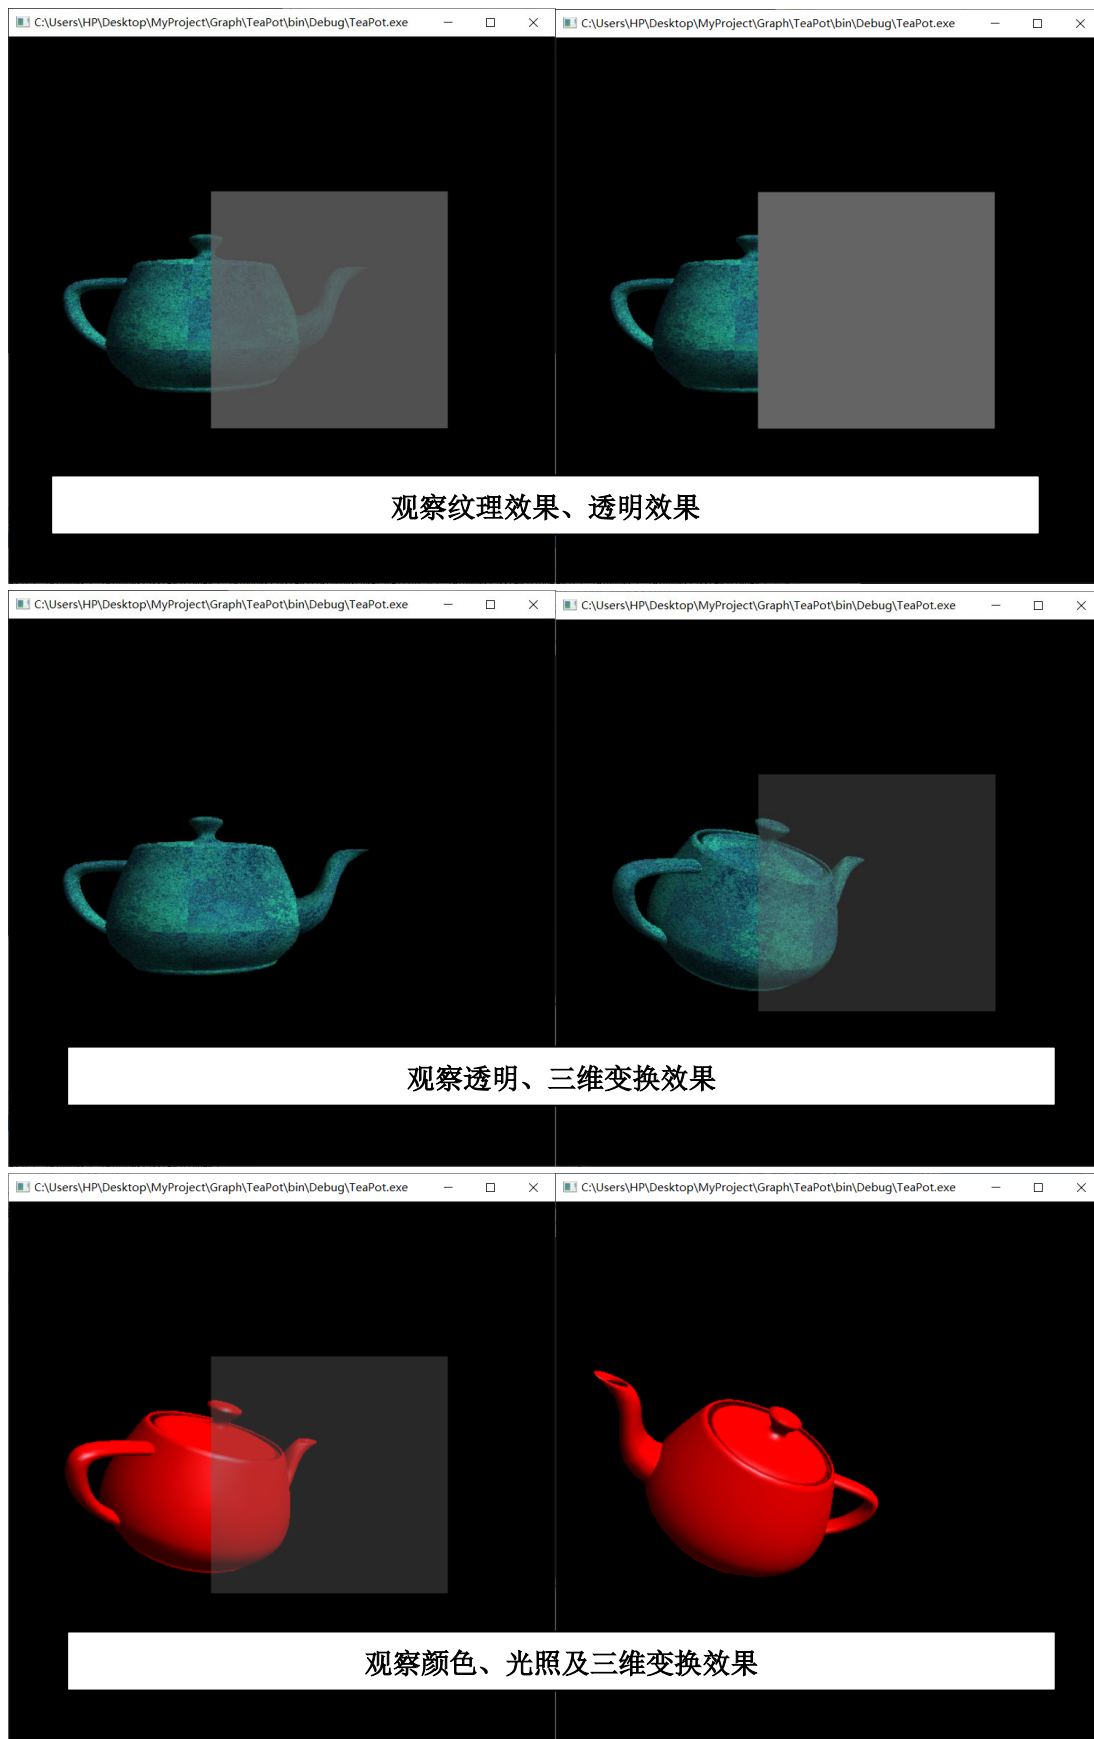 C:\Users\HP\Desktop\MyProject\Graph\TeaPot\bin\Debug\TeaPot.exe
C:\Users\HP\Desktop\MyProject\Graph\TeaPot\bin\Debug\TeaPot.exe
观察纹理效果、透明效果
C:\Users\HP\Desktop\MyProject\Graph\TeaPot\bin\Debug\TeaPot.exe
C:\Users\HP\Desktop\MyProject\Graph\TeaPot\bin\Debug\TeaPot.exe
观察透明、三维变换效果
C:\Users\HP\Desktop\MyProject\Graph\TeaPot\bin\Debug\TeaPot.exe
C:\Users\HP\Desktop\MyProject\Graph\TeaPot\bin\Debug\TeaPot.exe
观察颜色、光照及三维变换效果